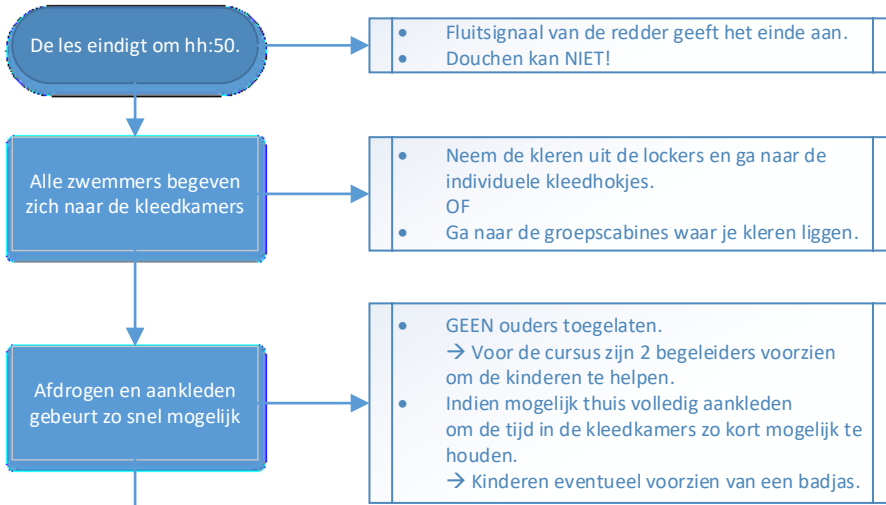 De les eindigt om hh:50.
• Fluitsignaal van de redder geeft het einde aan.
• Douchen kan NIET!
Alle zwemmers begeven
zich naar de kleedkamers
• Neem de kleren uit de lockers en ga naar de
individuele kleedhokjes.
OF
• Ga naar de groepscabines waar je kleren liggen.
Afdrogen en aankleden
gebeurt zo snel mogelijk
• GEEN ouders toegelaten.
→ Voor de cursus zijn 2 begeleiders voorzien
om de kinderen te helpen.
• Indien mogelijk thuis volledig aankleden
om de tijd in de kleedkamers zo kort mogelijk te
houden.
→ Kinderen eventueel voorzien van een badjas.